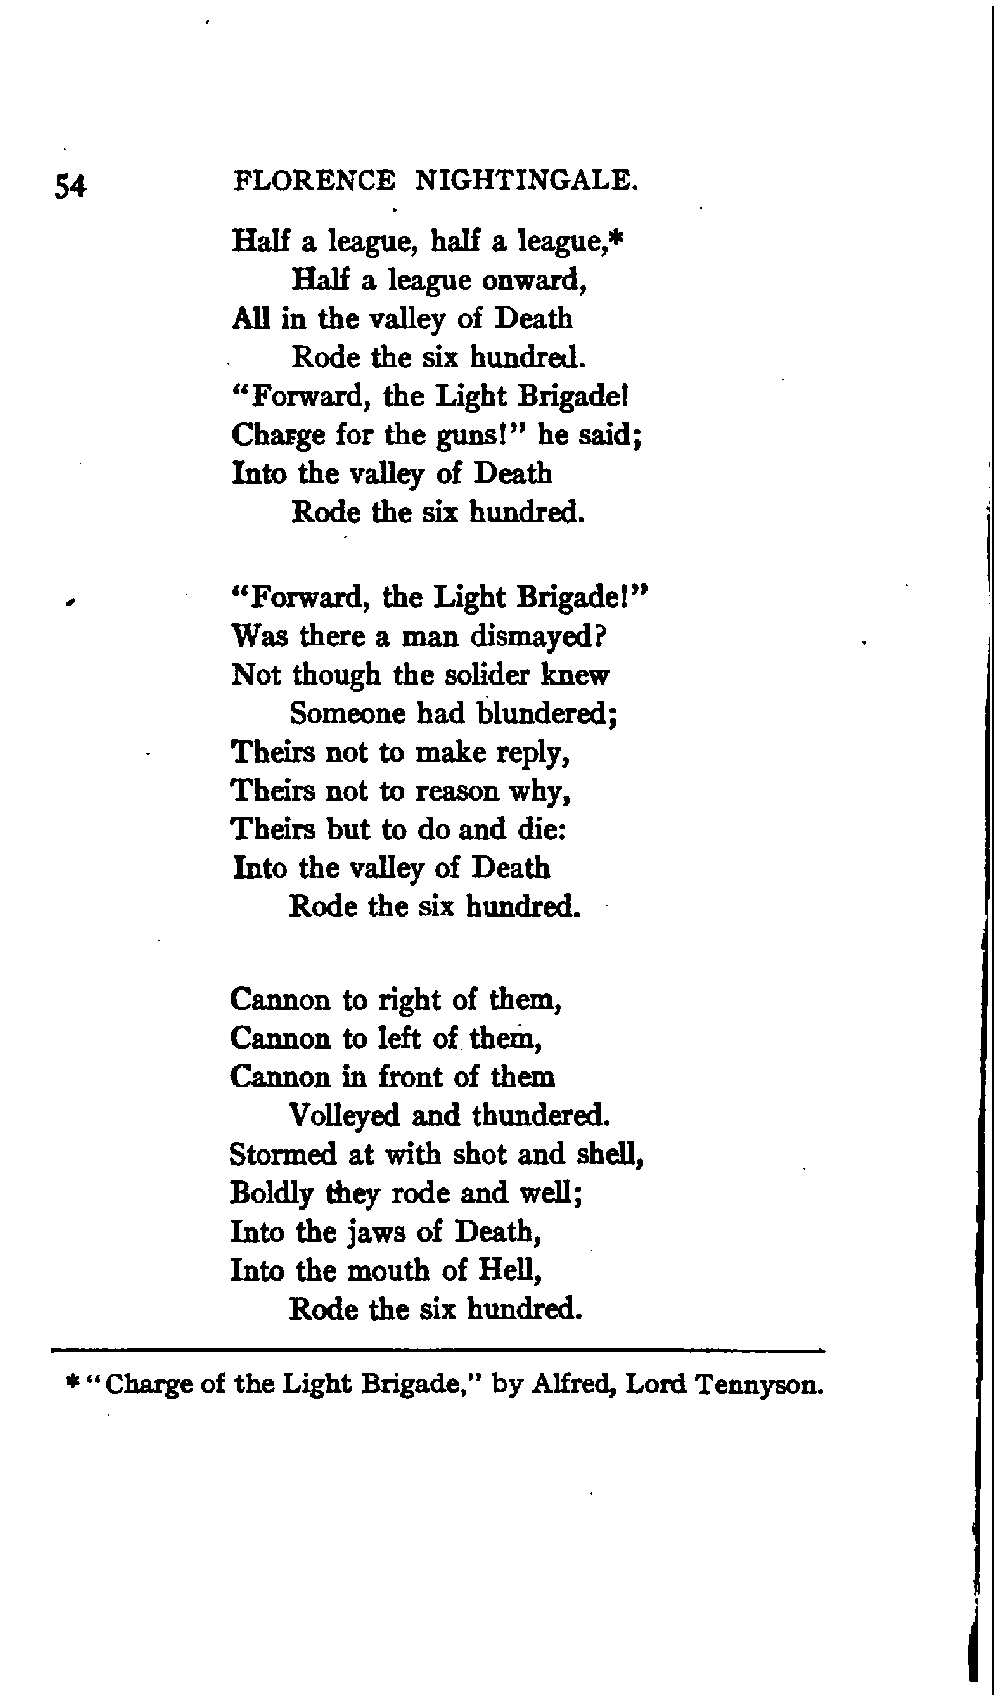 54 FLORENCE NIGHTINGALE.
Half a league, half a league,*
Half a league onward,
All in the valley of Death
Rode the six hundred.
“Forward, the Light Brigade!
Charge for the guns!” he said;
Into the valley of Death
Rode the six hundred.
“Forward, the Light Brigade!”
Was there a man dismayed?
Not though the solider knew
Someone had blundered;
Theirs not to make reply,
Theirs not to reason why,
Theirs but to do and die:
Into the valley of Death
Rode the six hundred.
Cannon to right of them,
Cannon to left of them,
Cannon in front of them
Volleyed and thundered.
Stormed at with shot and shell,
Boldly they rode and well;
Into the jaws of Death,
Into the mouth of Hell,
Rode the six hundred.
* “Charge of the Light Brigade,” by Alfred, Lord Tennyson.